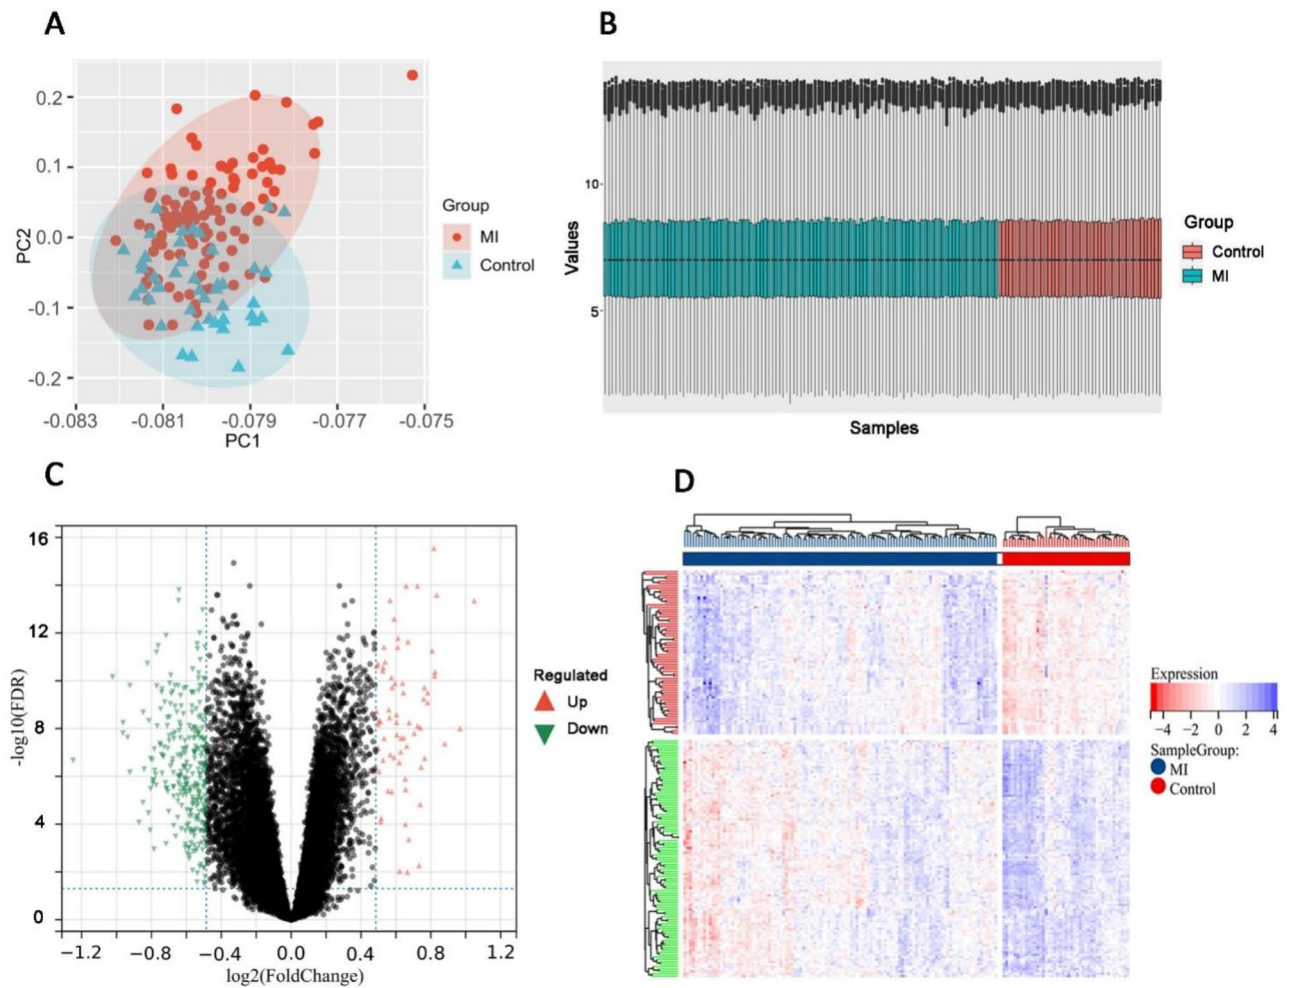 A
0.2
0.1
0.0
-0.1
-0.2
PC2
-0.083
-0.081
-0.079
-0.077
-0.075
PC1
Group
MI
Control
B
10
5
Values
Samples
Group
Control
MI
C
16
12
8
4
0
-log10(FDR)
−1.2
−0.8
−0.4
0.0
0.4
0.8
1.2
log2(FoldChange)
Regulated
Up
Down
D
Expression
−4 −2 0 2 4
SampleGroup:
MI
Control